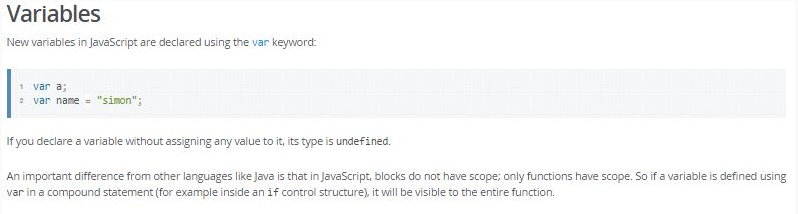 Variables
New variables in JavaScript are declared using the var keyword:
1 var a;
2 var name = "simon";
If you declare a variable without assigning any value to it, its type is undefined.
An important difference from other languages like Java is that in JavaScript, blocks do not have scope; only functions have scope. So if a variable is defined using
var in a compound statement (for example inside an if control structure), it will be visible to the entire function.